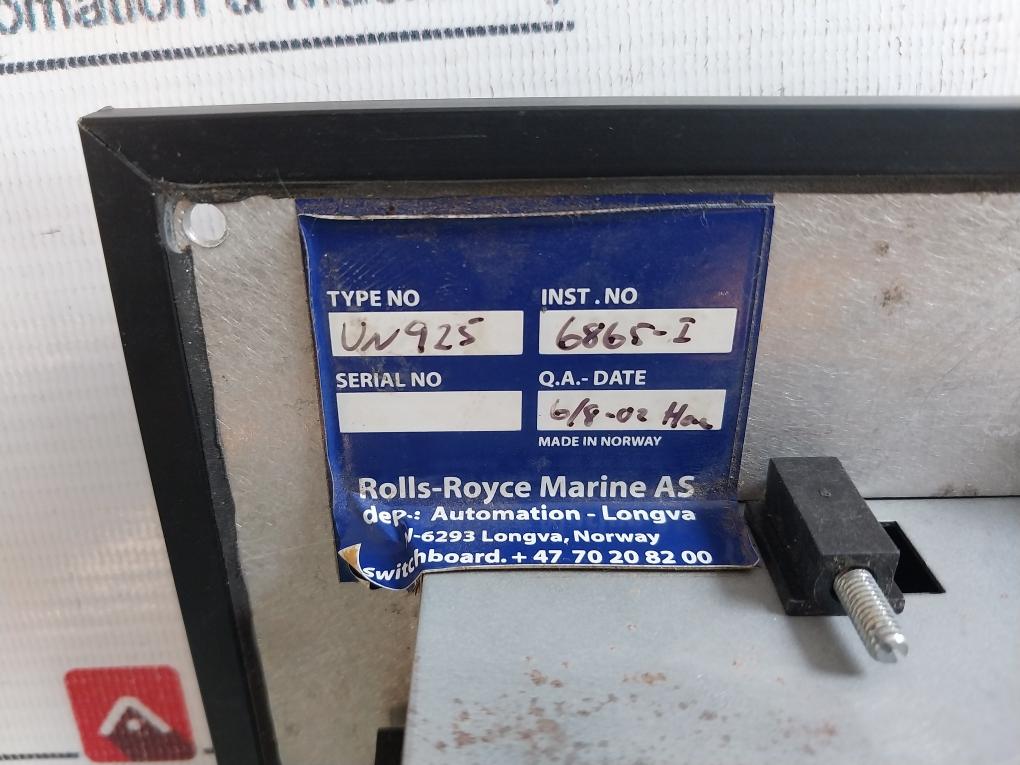 TYPE NO INST . NO
UN925 6865-I
SERIAL NO Q.A.- DATE
6/8-02
MADE IN NORWAY
Rolls-Royce Marine AS
dep.: Automation - Longva
-6293 Longva, Norway
Switchboard. + 47 70 20 82 00